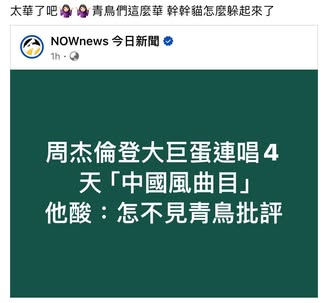 太華了吧🤷🏻‍♀️🤷🏻‍♀️青鳥們這麼華 幹幹貓怎麼躲起來了
NOWnews 今日新聞
1h ·
周杰倫登大巨蛋連唱4
天「中國風曲目」
他酸：怎不見青鳥批評